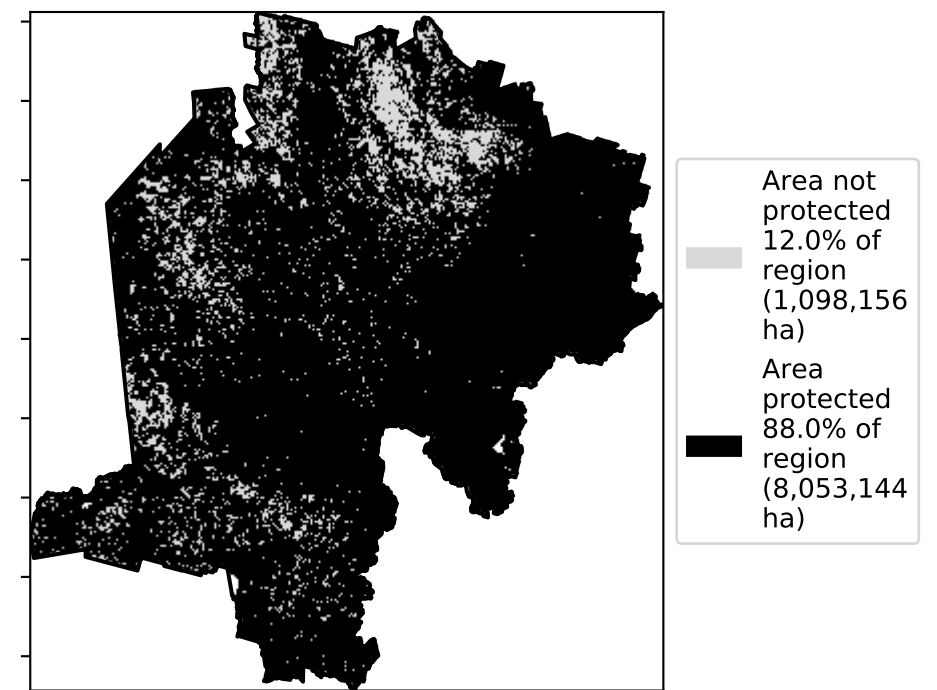 Area not
protected
12.0% of
region
(1,098,156
ha)
Area
protected
88.0% of
region
(8,053,144
ha)